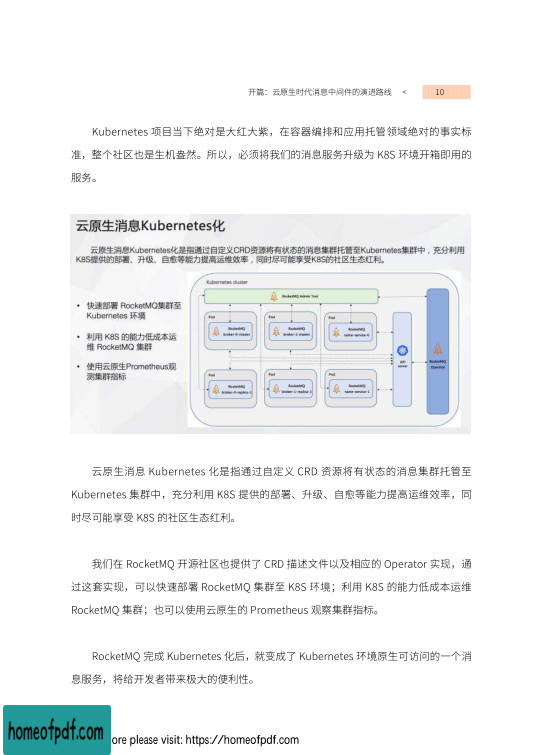 开篇：云原生时代消息中间件的演进路线 < 10
Kubernetes 项目当下绝对是大红大紫，在容器编排和应用托管领域绝对的事实标
准，整个社区也是生机盎然。所以，必须将我们的消息服务升级为 K8S 环境开箱即用的
服务。
云原生消息Kubernetes化
云原生消息Kubernetes化是指通过自定义CRD资源将有状态的消息集群托管至Kubernetes集群中，充分利用
K8S提供的部署、升级、自愈等能力提高运维效率，同时尽可能享受K8S的社区生态红利。
• 快速部署 RocketMQ集群至
Kubernetes 环境
• 利用 K8S 的能力低成本运
维 RocketMQ 集群
• 使用云原生Prometheus观
测集群指标
Kubernetes cluster
RocketMQ Admin Tool
Pod
RocketMQ
broker-0-master
Pod
RocketMQ
broker-1-master
Pod
RocketMQ
name-service-0
Pod
RocketMQ
broker-0-replica-1
Pod
RocketMQ
broker-1-replica-1
Pod
RocketMQ
name-service-1
API
server
RocketMQ
Operator
云原生消息 Kubernetes 化是指通过自定义 CRD 资源将有状态的消息集群托管至
Kubernetes 集群中，充分利用 K8S 提供的部署、升级、自愈等能力提高运维效率，同
时尽可能享受 K8S 的社区生态红利。
我们在 RocketMQ 开源社区也提供了 CRD 描述文件以及相应的 Operator 实现，通
过这套实现，可以快速部署 RocketMQ 集群至 K8S 环境；利用 K8S 的能力低成本运维
RocketMQ 集群；也可以使用云原生的 Prometheus 观察集群指标。
RocketMQ 完成 Kubernetes 化后，就变成了 Kubernetes 环境原生可访问的一个消
息服务，将给开发者带来极大的便利性。
homeofpdf.com
ore please visit: https://homeofpdf.com